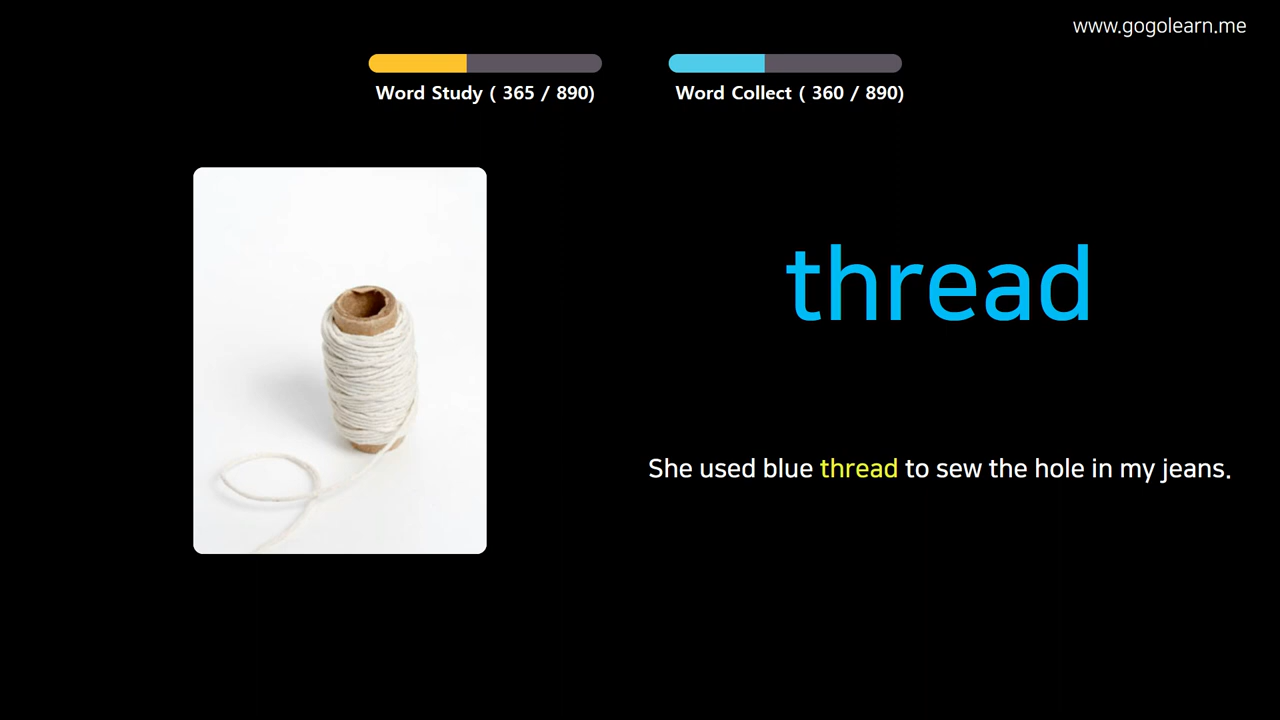 www.gogolearn.me
Word Study ( 365 / 890)
Word Collect ( 360 / 890)
thread
She used blue thread to sew the hole in my jeans.